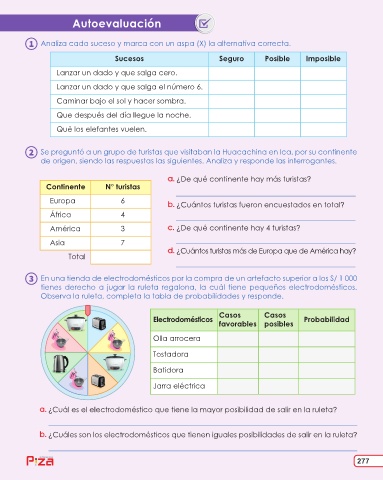 Autoevaluación
1 Analiza cada suceso y marca con un aspa (X) la alternativa correcta.
Sucesos Seguro Posible Imposible
Lanzar un dado y que salga cero.
Lanzar un dado y que salga el número 6.
Caminar bajo el sol y hacer sombra.
Que después del día llegue la noche.
Qué los elefantes vuelen.
2 Se preguntó a un grupo de turistas que visitaban la Huacachina en Ica, por su continente
de origen, siendo las respuestas las siguientes. Analiza y responde las interrogantes.
Continente N° turistas
Europa 6
África 4
América 3
Asia 7
Total
a. ¿De qué continente hay más turistas?
b. ¿Cuántos turistas fueron encuestados en total?
c. ¿De qué continente hay 4 turistas?
d. ¿Cuántos turistas más de Europa que de América hay?
3 En una tienda de electrodomésticos por la compra de un artefacto superior a los S/ 1 000
tienes derecho a jugar la ruleta regalona, la cuál tiene pequeños electrodomésticos.
Observa la ruleta, completa la tabla de probabilidades y responde.
Electrodomésticos Casos favorables Casos posibles Probabilidad
Olla arrocera
Tostadora
Batidora
Jarra eléctrica
a. ¿Cuál es el electrodoméstico que tiene la mayor posibilidad de salir en la ruleta?
b. ¿Cuáles son los electrodomésticos que tienen iguales posibilidades de salir en la ruleta?
277